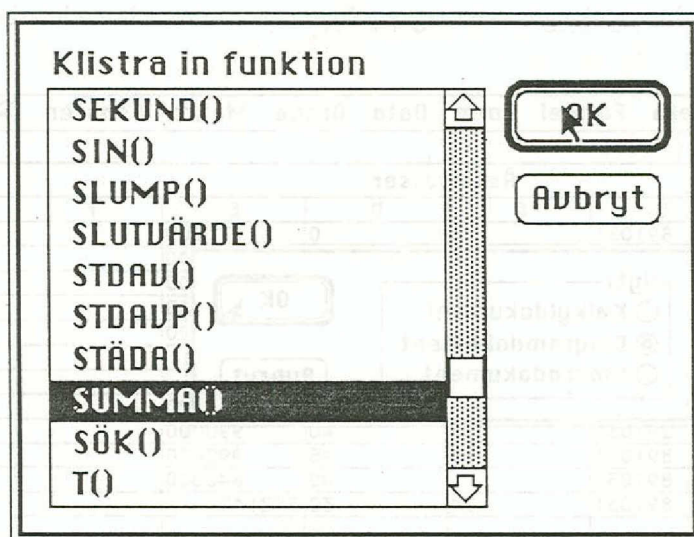 Klistra in funktion
SEKUND()
SIN()
SLUMP()
SLUTVÄRDE()
STDAV()
STDAVP()
STÄDA()
SUMMA()
SÖK()
T()
OK
Avbryt